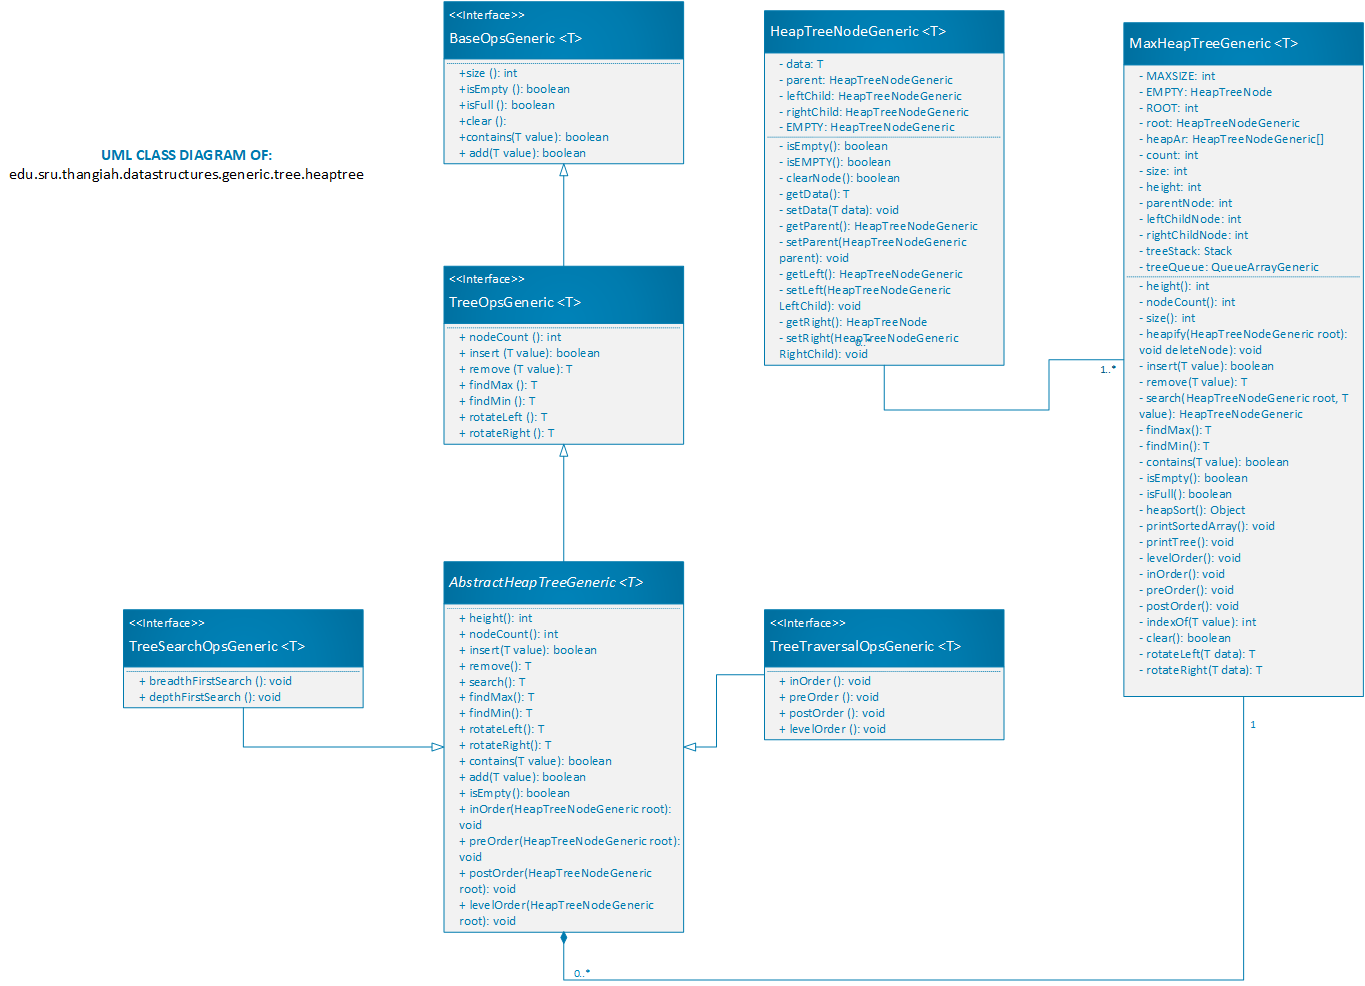 UML CLASS DIAGRAM OF:
edu.sru.thangiah.datastructures.generic.tree.heaptree
<<Interface>>
BaseOpsGeneric <T>
+size (): int
+isEmpty (): boolean
+isFull (): boolean
+clear ():
+contains(T value): boolean
+ add(T value): boolean
<<Interface>>
TreeOpsGeneric <T>
+ nodeCount (): int
+ insert (T value): boolean
+ remove (T value): T
+ findMax (): T
+ findMin (): T
+ rotateLeft (): T
+ rotateRight (): T
AbstractHeapTreeGeneric <T>
+ height(): int
+ nodeCount(): int
+ insert(T value): boolean
+ remove(): T
+ search(): T
+ findMax(): T
+ findMin(): T
+ rotateLeft(): T
+ rotateRight(): T
+ contains(T value): boolean
+ add(T value): boolean
+ isEmpty(): boolean
+ inOrder(HeapTreeNodeGeneric root):
void
+ preOrder(HeapTreeNodeGeneric root):
void
+ postOrder(HeapTreeNodeGeneric
root): void
+ levelOrder(HeapTreeNodeGeneric
root): void
0..*
<<Interface>>
TreeSearchOpsGeneric <T>
+ breadthFirstSearch (): void
+ depthFirstSearch (): void
<<Interface>>
TreeTraversalOpsGeneric <T>
+ inOrder (): void
+ preOrder (): void
+ postOrder (): void
+ levelOrder (): void
HeapTreeNodeGeneric <T>
- data: T
- parent: HeapTreeNodeGeneric
- leftChild: HeapTreeNodeGeneric
- rightChild: HeapTreeNodeGeneric
- EMPTY: HeapTreeNodeGeneric
- isEmpty(): boolean
- isEMPTY(): boolean
- clearNode(): boolean
- getData(): T
- setData(T data): void
- getParent(): HeapTreeNodeGeneric
- setParent(HeapTreeNodeGeneric
parent): void
- getLeft(): HeapTreeNodeGeneric
- setLeft(HeapTreeNodeGeneric
LeftChild): void
- getRight(): HeapTreeNode
- setRight(HeapTreeNodeGeneric
RightChild): void
0..*
1..*
MaxHeapTreeGeneric <T>
- MAXSIZE: int
- EMPTY: HeapTreeNode
- ROOT: int
- root: HeapTreeNodeGeneric
- heapAr: HeapTreeNodeGeneric[]
- count: int
- size: int
- height: int
- parentNode: int
- leftChildNode: int
- rightChildNode: int
- treeStack: Stack
- treeQueue: QueueArrayGeneric
- height(): int
- nodeCount(): int
- size(): int
- heapify(HeapTreeNodeGeneric root):
void deleteNode): void
- insert(T value): boolean
- remove(T value): T
- search(HeapTreeNodeGeneric root, T
value): HeapTreeNodeGeneric
- findMax(): T
- findMin(): T
- contains(T value): boolean
- isEmpty(): boolean
- isFull(): boolean
- heapSort(): Object
- printSortedArray(): void
- printTree(): void
- levelOrder(): void
- inOrder(): void
- preOrder(): void
- postOrder(): void
- indexOf(T value): int
- clear(): boolean
- rotateLeft(T data): T
- rotateRight(T data): T
1